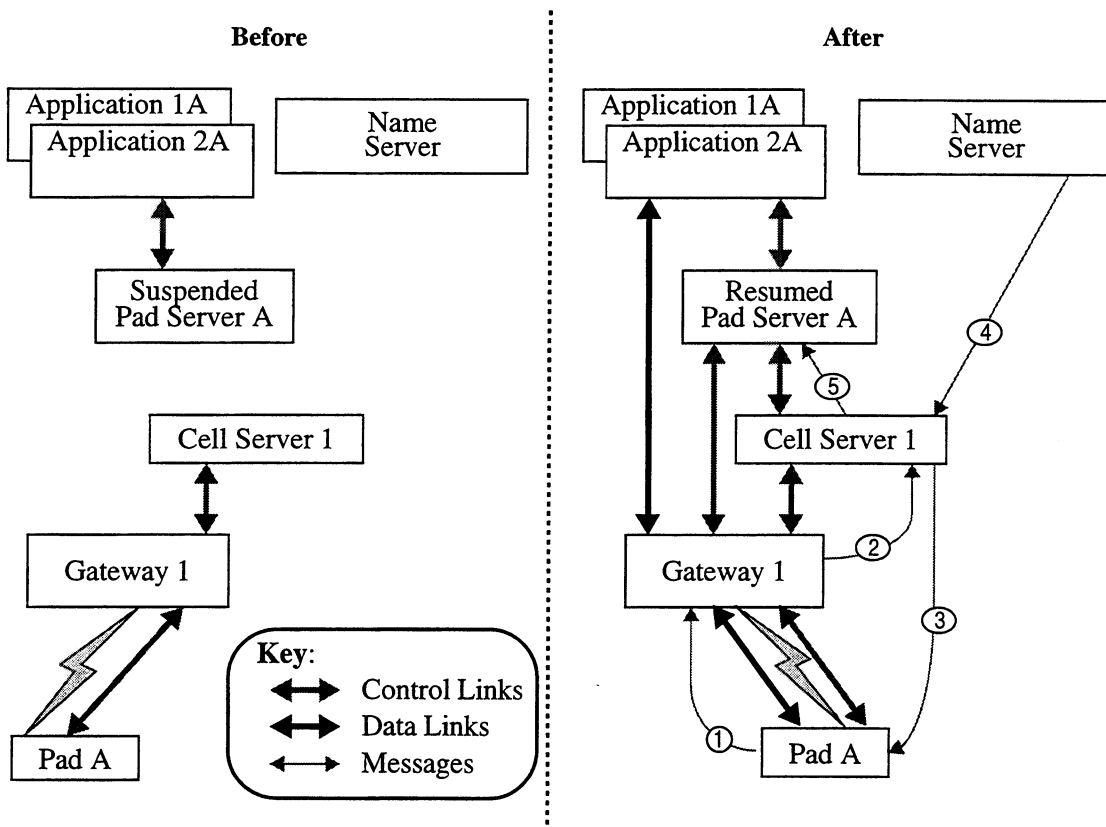 Before
Application 1A
Application 2A
Name
Server
Suspended
Pad Server A
Cell Server 1
Gateway 1
Pad A
Key:
Control Links
Data Links
Messages
After
Application 1A
Application 2A
Name
Server
Resumed
Pad Server A
4
5
Cell Server 1
2
Gateway 1
3
1
Pad A